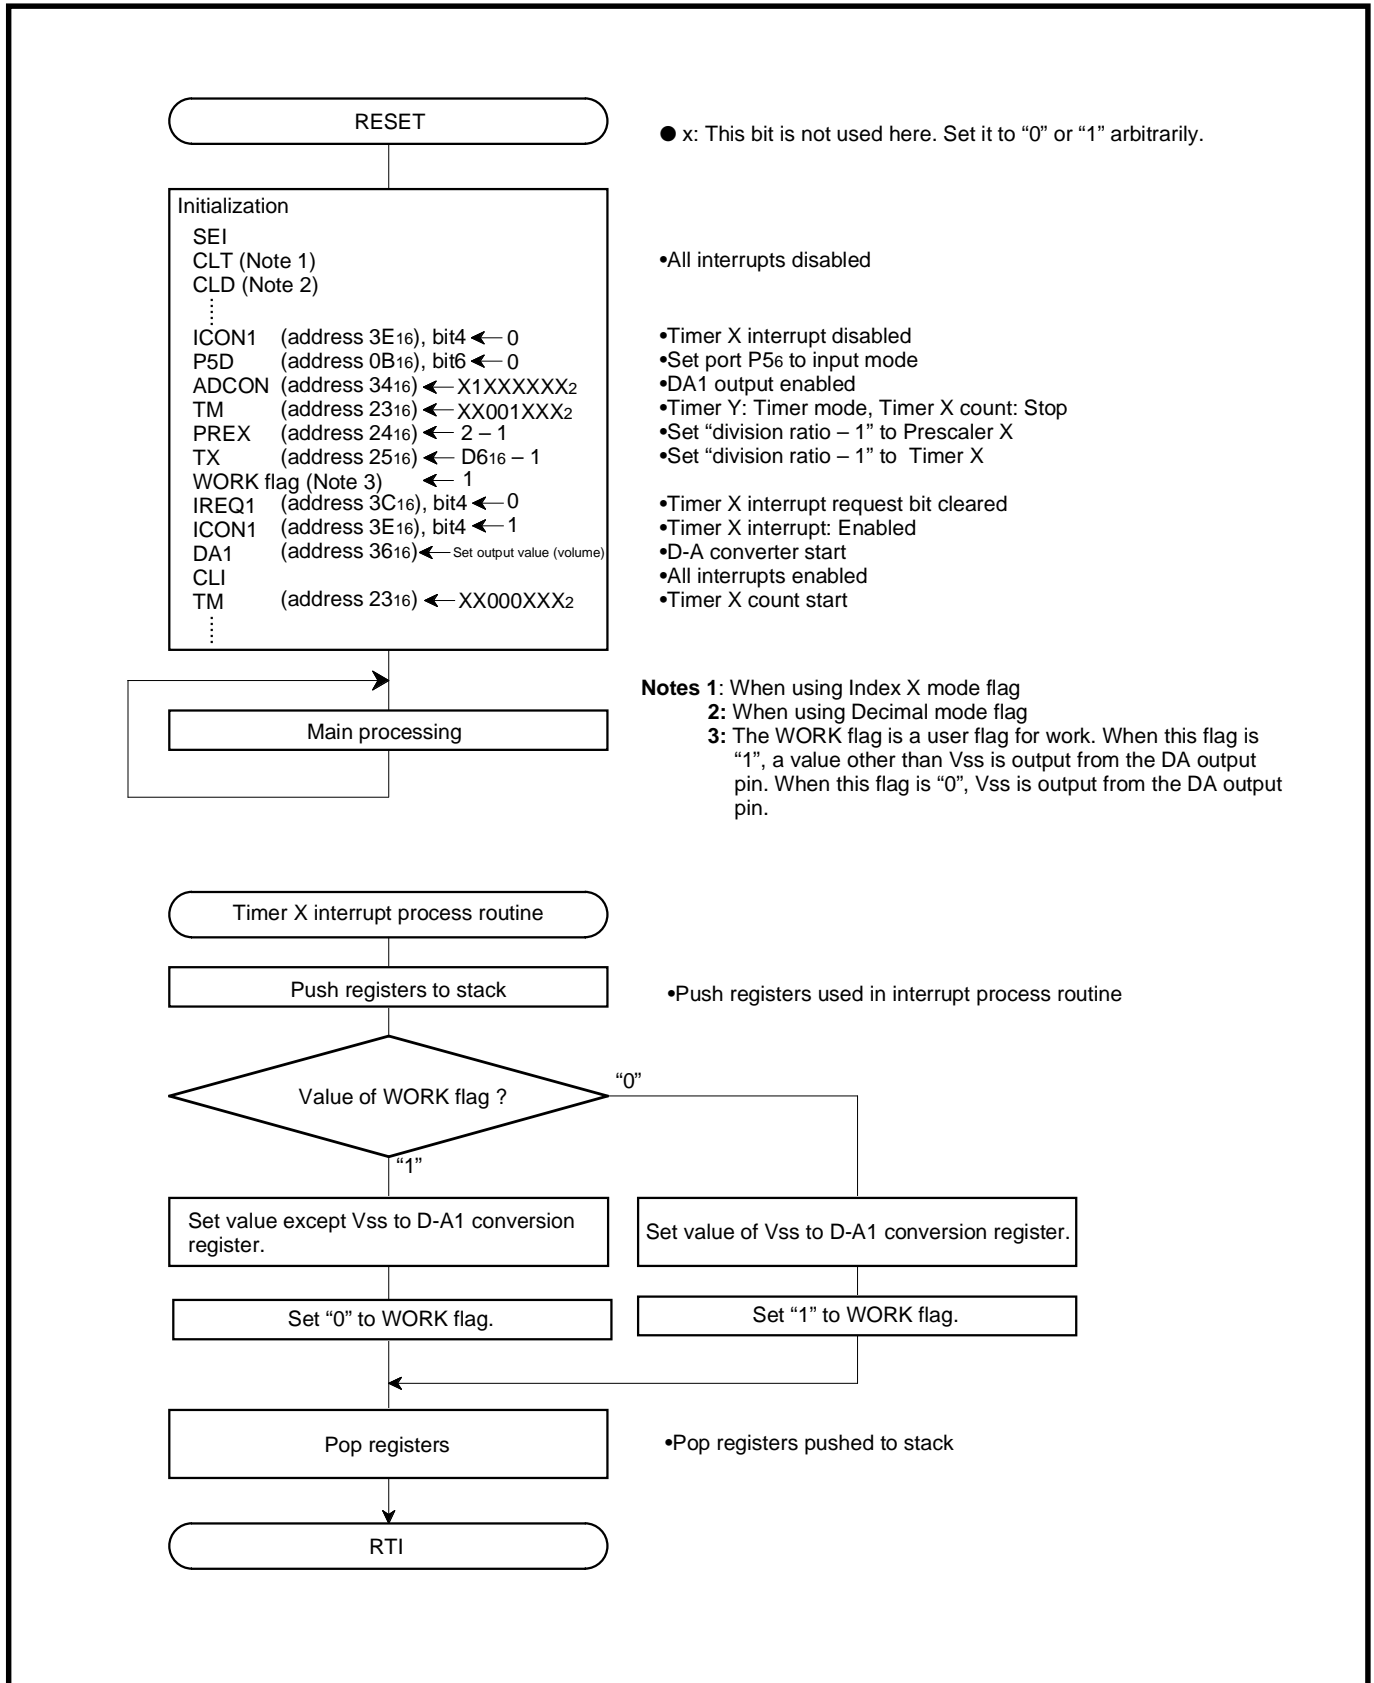 RESET
● x: This bit is not used here. Set it to “0” or “1” arbitrarily.
Initialization
SEI
CLT (Note 1) •All interrupts disabled
CLD (Note 2)
ICON1 (address 3E16), bit4 ← 0 •Timer X interrupt disabled
P5D (address 0B16), bit6 ← 0 •Set port P56 to input mode
ADCON (address 3416) ← X1XXXXXX2 •DA1 output enabled
TM (address 2316) ← XX001XXX2 •Timer Y: Timer mode, Timer X count: Stop
PREX (address 2416) ← 2 – 1 •Set “division ratio – 1” to Prescaler X
TX (address 2516) ← D616 – 1 •Set “division ratio – 1” to Timer X
WORK flag (Note 3) ← 1
IREQ1 (address 3C16), bit4 ← 0 •Timer X interrupt request bit cleared
ICON1 (address 3E16), bit4 ← 1 •Timer X interrupt: Enabled
DA1 (address 3616) ← Set output value (volume) •D-A converter start
CLI •All interrupts enabled
TM (address 2316) ← XX000XXX2 •Timer X count start
Main processing
Notes 1: When using Index X mode flag
2: When using Decimal mode flag
3: The WORK flag is a user flag for work. When this flag is
“1”, a value other than Vss is output from the DA output
pin. When this flag is “0”, Vss is output from the DA output
pin.
Timer X interrupt process routine
Push registers to stack •Push registers used in interrupt process routine
Value of WORK flag ?
“0”
“1”
Set value except Vss to D-A1 conversion
register.
Set value of Vss to D-A1 conversion register.
Set “0” to WORK flag.
Set “1” to WORK flag.
Pop registers •Pop registers pushed to stack
RTI